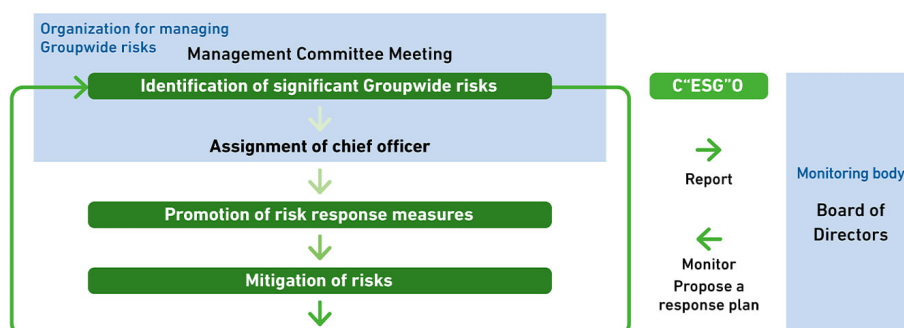 Organization for managing
Groupwide risks
Management Committee Meeting
Identification of significant Groupwide risks
C“ESG”O
Assignment of chief officer
Report
Monitoring body
Board of
Directors
Promotion of risk response measures
Monitor
Propose a
response plan
Mitigation of risks